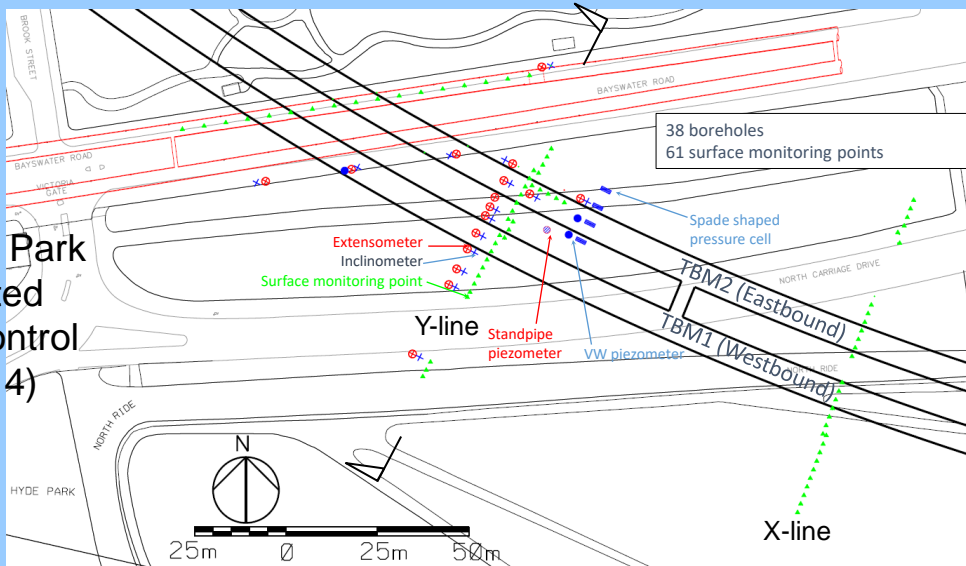 BROOK STREET
BAYSWATER ROAD
38 boreholes
61 surface monitoring points
BAYSWATER ROAD
VICTORIA
GATE
Spade shaped
pressure cell
Park
Extensometer
Inclinometer
Surface monitoring point
NORTH CARRIAGE DRIVE
TBM2 (Eastbound)
Y-line
Standpipe
piezometer
VW piezometer
TBM1 (Westbound)
ontrol
4)
NORTH RIDE
NORTH RIDE
N
HYDE PARK
25m 0 25m 50m
X-line